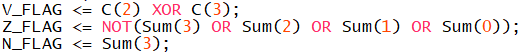 V_FLAG <= C(2) XOR C(3);
Z_FLAG <= NOT(Sum(3) OR Sum(2) OR Sum(1) OR Sum(0));
N_FLAG <= Sum(3);